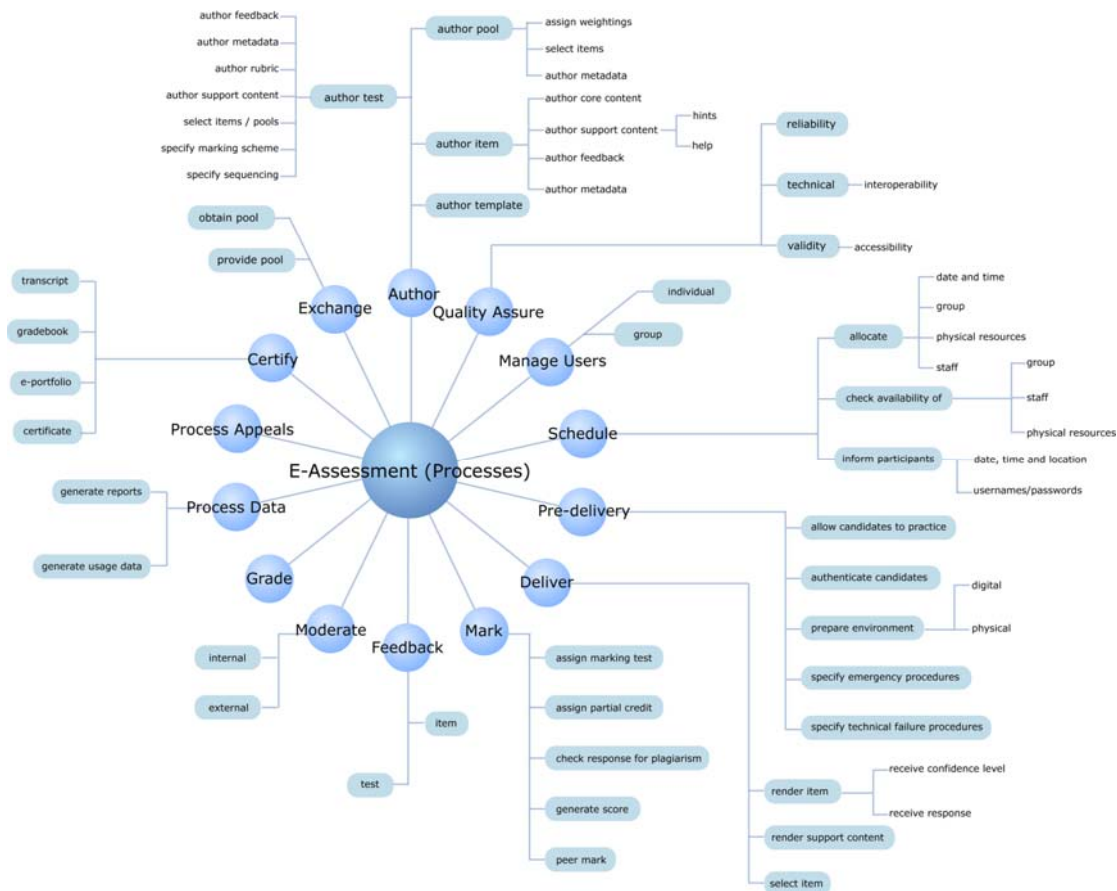 author feedback
author metadata
author rubric
author support content
select items / pools
specify marking scheme
specify sequencing
author test
author pool
assign weightings
select items
author metadata
author item
author core content
author support content
hints
help
author feedback
author metadata
author template
reliability
technical
interoperability
validity
accessibility
obtain pool
provide pool
Exchange
Author
Quality Assure
Manage Users
individual
group
transcript
gradebook
e-portfolio
certificate
Certify
Process Appeals
E-Assessment (Processes)
Schedule
allocate
date and time
group
physical resources
staff
check availability of
group
staff
physical resources
inform participants
date, time and location
usernames/passwords
generate reports
generate usage data
Process Data
Pre-delivery
allow candidates to practice
authenticate candidates
prepare environment
digital
physical
specify emergency procedures
specify technical failure procedures
Grade
Deliver
render item
receive confidence level
receive response
render support content
select item
Moderate
internal
external
Feedback
item
test
Mark
assign marking test
assign partial credit
check response for plagiarism
generate score
peer mark